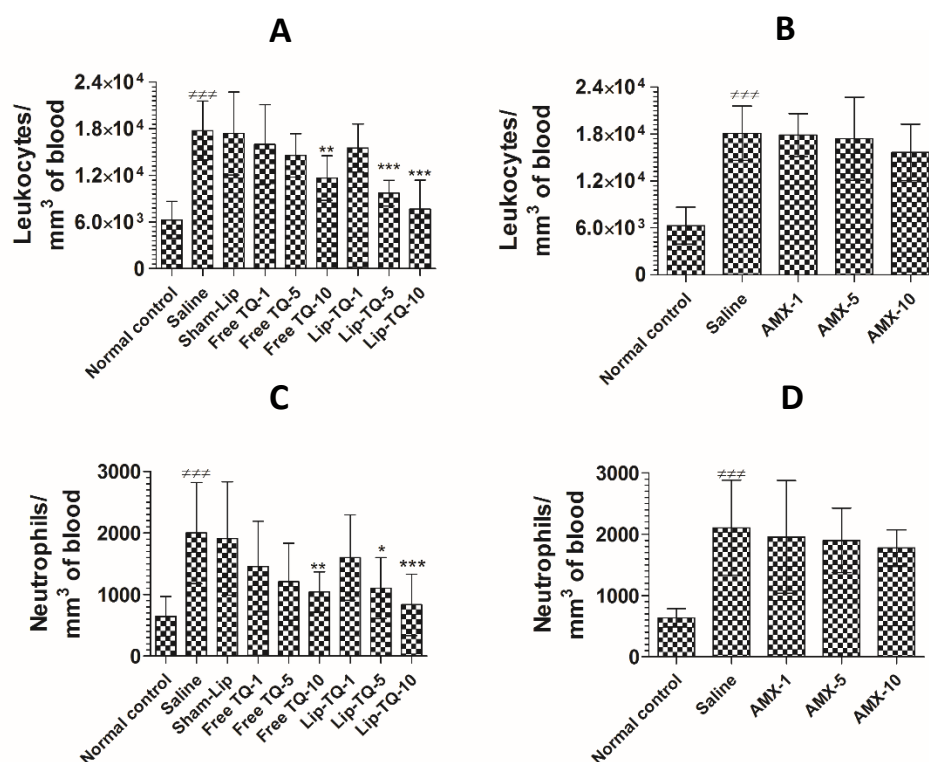 A
Leukocytes/
mm³ of blood
2.4×10⁴
1.8×10⁴
1.2×10⁴
6.0×10³
0
≠≠≠
**
***
***
Normal control
Saline
Sham-Lip
Free TQ-1
Free TQ-5
Free TQ-10
Lip-TQ-1
Lip-TQ-5
Lip-TQ-10
B
Leukocytes/
mm³ of blood
2.4×10⁴
1.8×10⁴
1.2×10⁴
6.0×10³
0
≠≠≠
Normal control
Saline
AMX-1
AMX-5
AMX-10
C
Neutrophils/
mm³ of blood
3000
2000
1000
0
≠≠≠
**
*
***
Normal control
Saline
Sham-Lip
Free TQ-1
Free TQ-5
Free TQ-10
Lip-TQ-1
Lip-TQ-5
Lip-TQ-10
D
Neutrophils/
mm³ of blood
3000
2000
1000
0
≠≠≠
Normal control
Saline
AMX-1
AMX-5
AMX-10